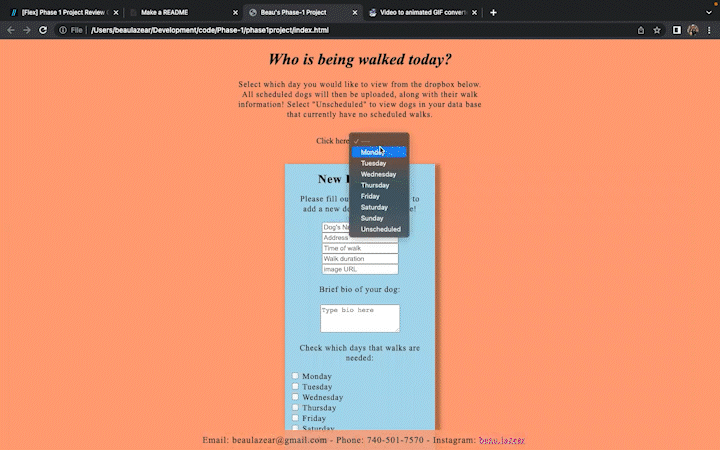 [Flex] Phase 1 Project Review
Make a README
Beau's Phase-1 Project
Video to animated GIF convert
File /Users/beaulazear/Development/code/Phase-1/phase1project/index.html
Who is being walked today?
Select which day you would like to view from the dropbox below.
All scheduled dogs will then be uploaded, along with their walk
information! Select "Unscheduled" to view dogs in your data base
that currently have no scheduled walks.
Click here
✓ ----
Monday
Tuesday
Wednesday
Thursday
Friday
Saturday
Sunday
Unscheduled
New
Please fill ou to
add a new do e!
Dog's Na
Address
Time of walk
Walk duration
image URL
Brief bio of your dog:
Type bio here
Check which days that walks are
needed:
Monday
Tuesday
Wednesday
Thursday
Friday
Saturday
Email: beaulazear@gmail.com - Phone: 740-501-7570 - Instagram: beau.lazear